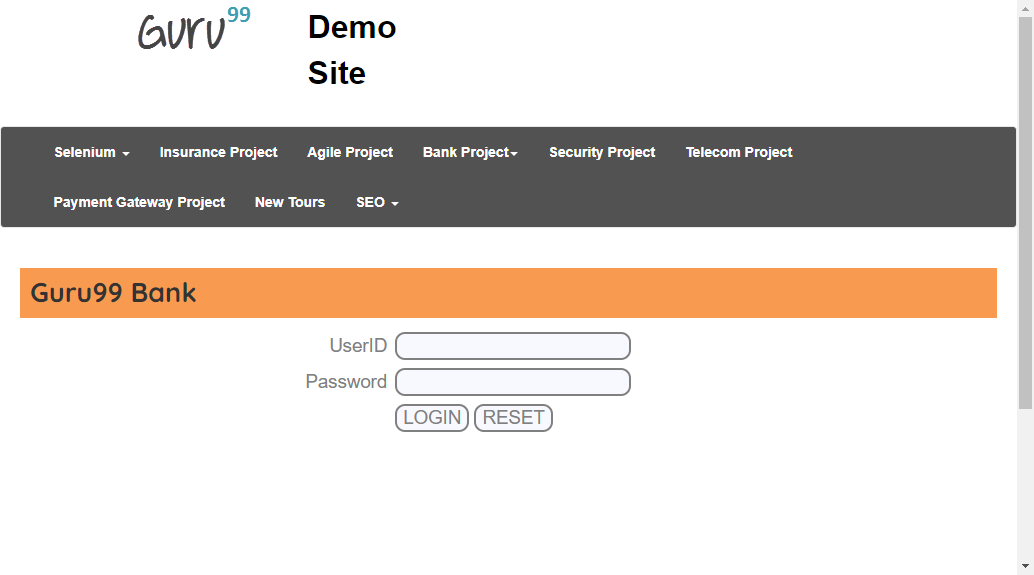 Guru99
Demo
Site
Selenium Insurance Project Agile Project Bank Project Security Project Telecom Project
Payment Gateway Project New Tours SEO
Guru99 Bank
UserID
Password
LOGIN RESET